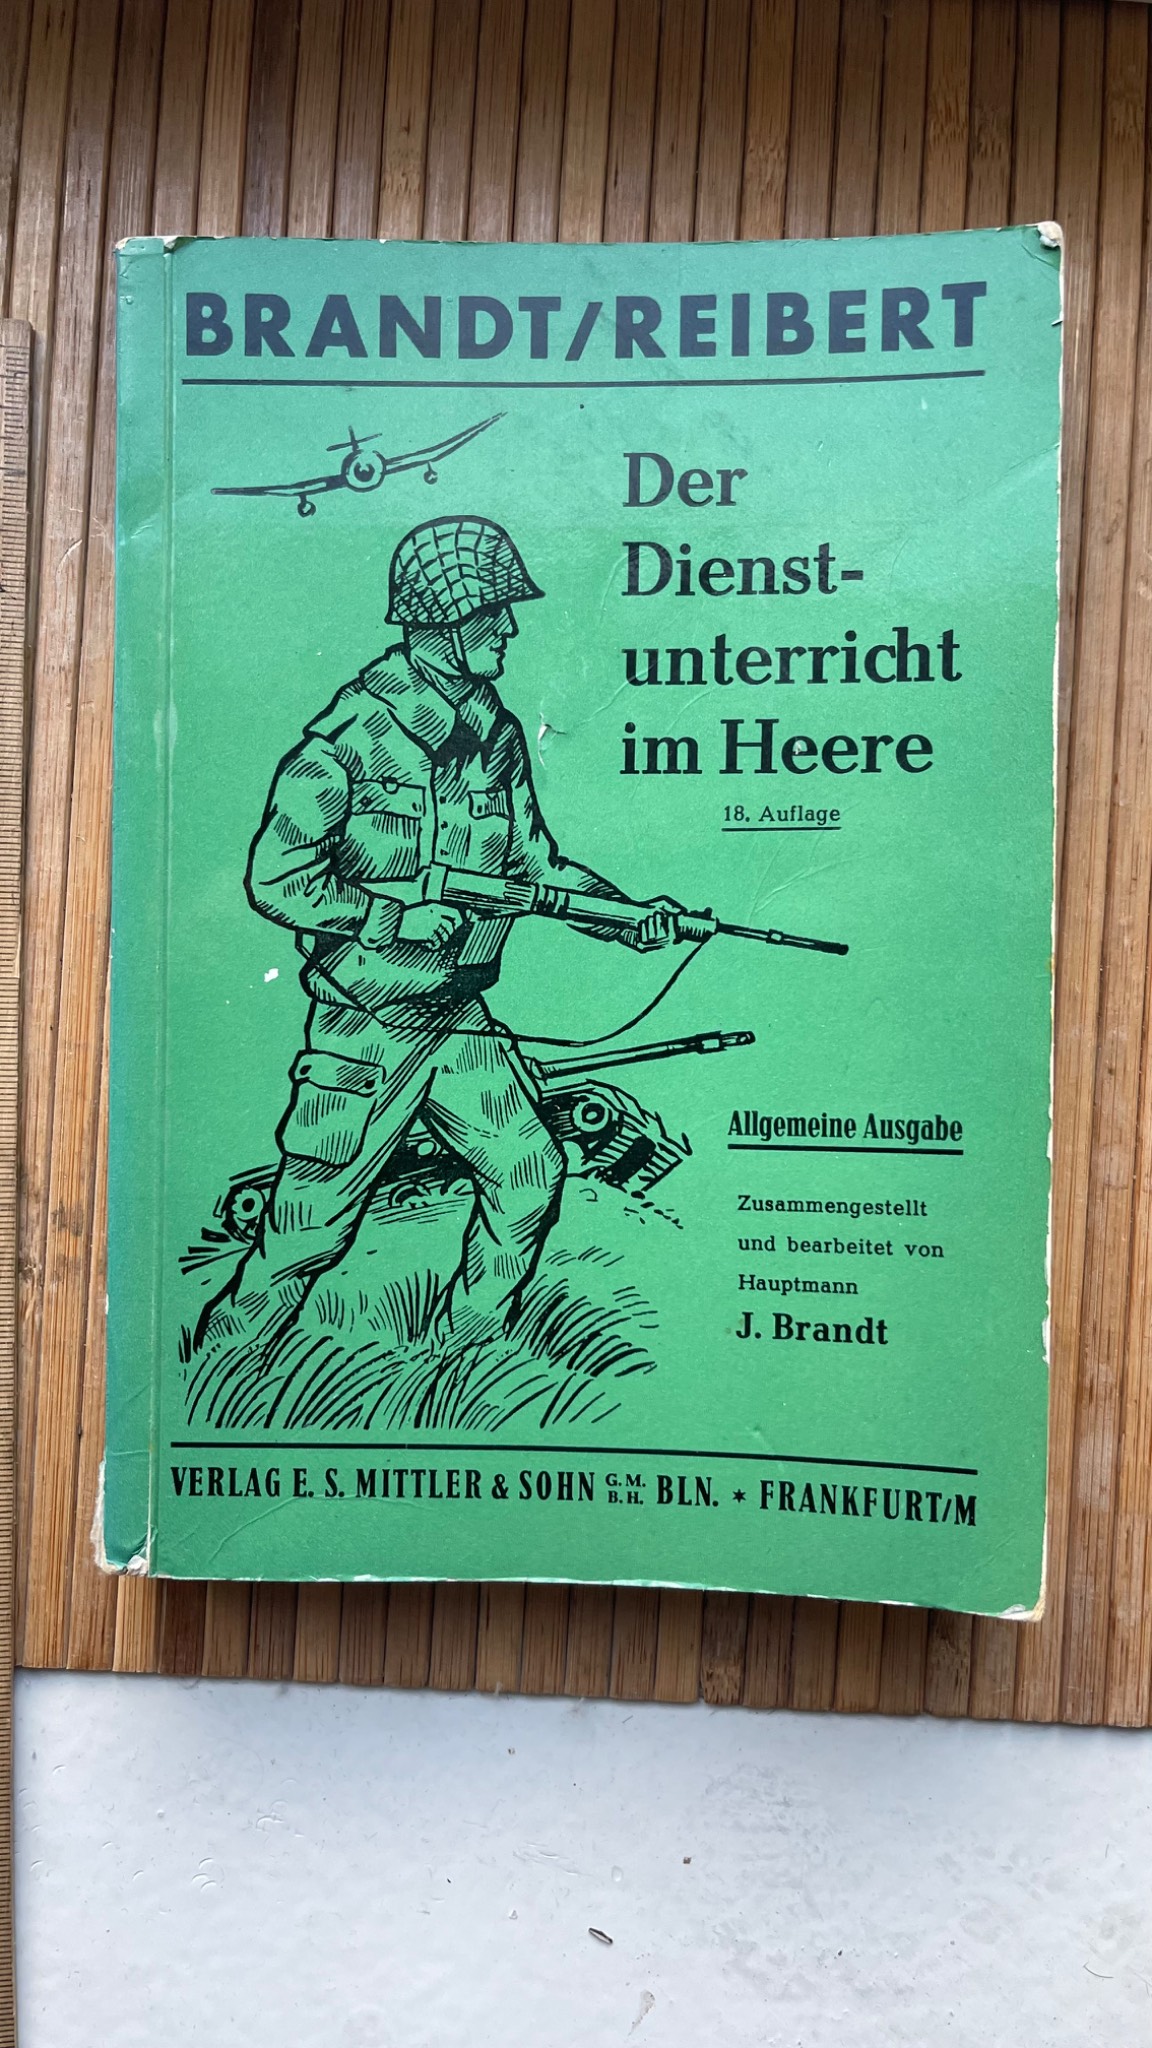 BRANDT/REIBERT
Der
Dienst-
unterricht
im Heere
18. Auflage
Allgemeine Ausgabe
Zusammengestellt
und bearbeitet von
Hauptmann
J. Brandt
VERLAG E. S. MITTLER & SOHN G.M.B.H. BLN. * FRANKFURT/M